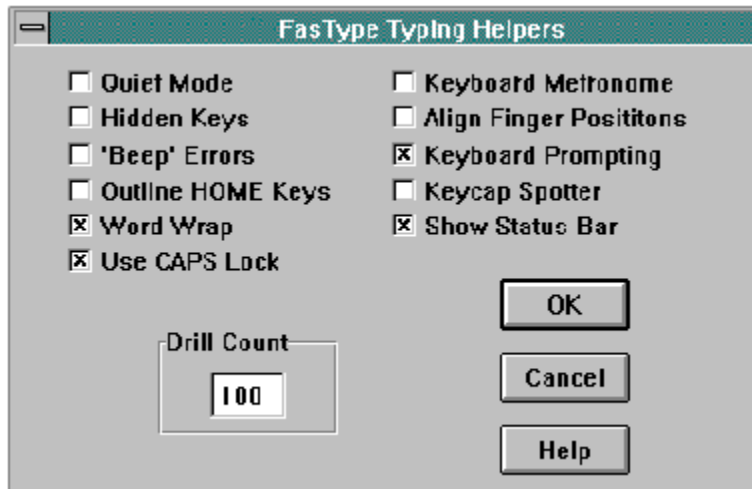 FasType Typing Helpers
Quiet Mode
Hidden Keys
'Beep' Errors
Outline HOME Keys
Word Wrap
Use CAPS Lock
Keyboard Metronome
Align Finger Posititons
Keyboard Prompting
Keycap Spotter
Show Status Bar
Drill Count
100
OK
Cancel
Help